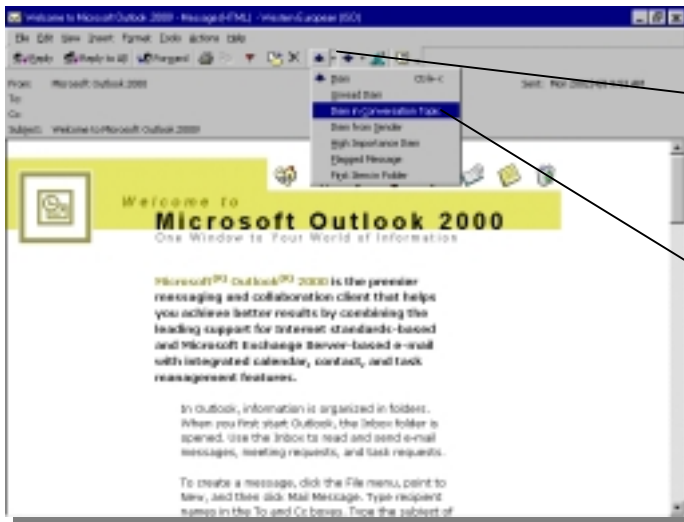 Welcome to Microsoft Outlook 2000! - Message (HTML) - Western European (ISO)
File Edit View Insert Format Tools Actions Help
Reply Reply to All Forward
From: Microsoft Outlook 2000 Sent: Mon
To:
Cc:
Subject: Welcome to Microsoft Outlook 2000!
Item Ctrl+<
Unread Item
Item in Conversation Topic
Item from Sender
High Importance Item
Flagged Message
First Item in Folder
Welcome to
Microsoft Outlook 2000
One Window to Your World of Information
Microsoft(R) Outlook(R) 2000 is the premier
messaging and collaboration client that helps
you achieve better results by combining the
leading support for Internet standards-based
and Microsoft Exchange Server-based e-mail
with integrated calendar, contact, and task
management features.
In Outlook, information is organized in folders.
When you first start Outlook, the Inbox folder is
opened. Use the Inbox to read and send e-mail
messages, meeting requests, and task requests.
To create a message, click the File menu, point to
New, and then click Mail Message. Type recipient
names in the To and Cc boxes. Type the subject of